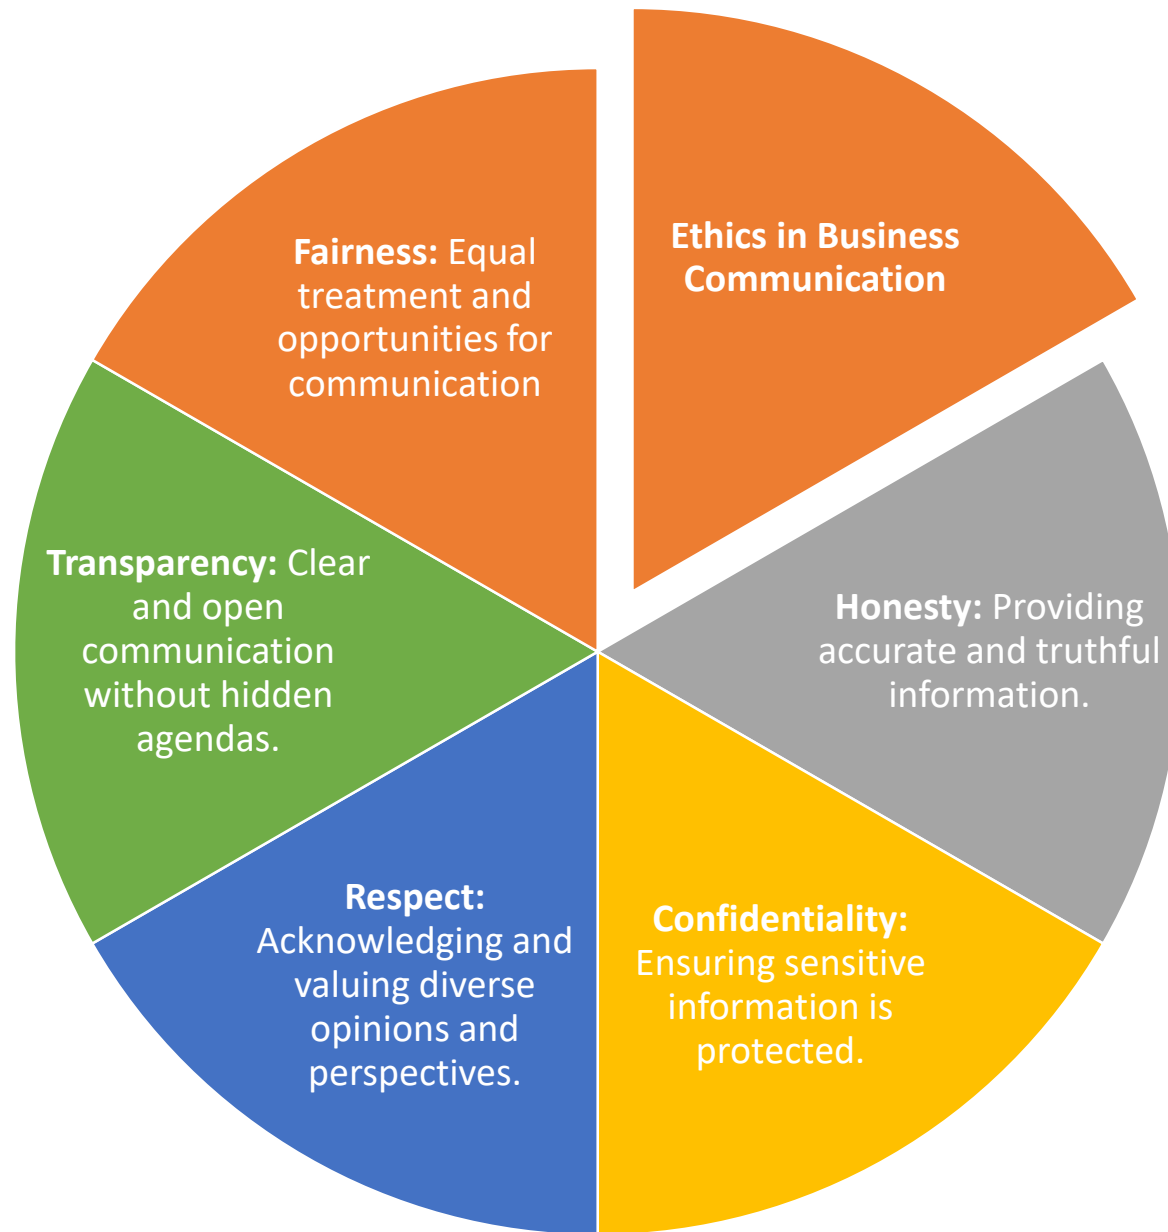 Ethics in Business
Communication
Honesty: Providing
accurate and truthful
information.
Confidentiality:
Ensuring sensitive
information is
protected.
Respect:
Acknowledging and
valuing diverse
opinions and
perspectives.
Transparency: Clear
and open
communication
without hidden
agendas.
Fairness: Equal
treatment and
opportunities for
communication